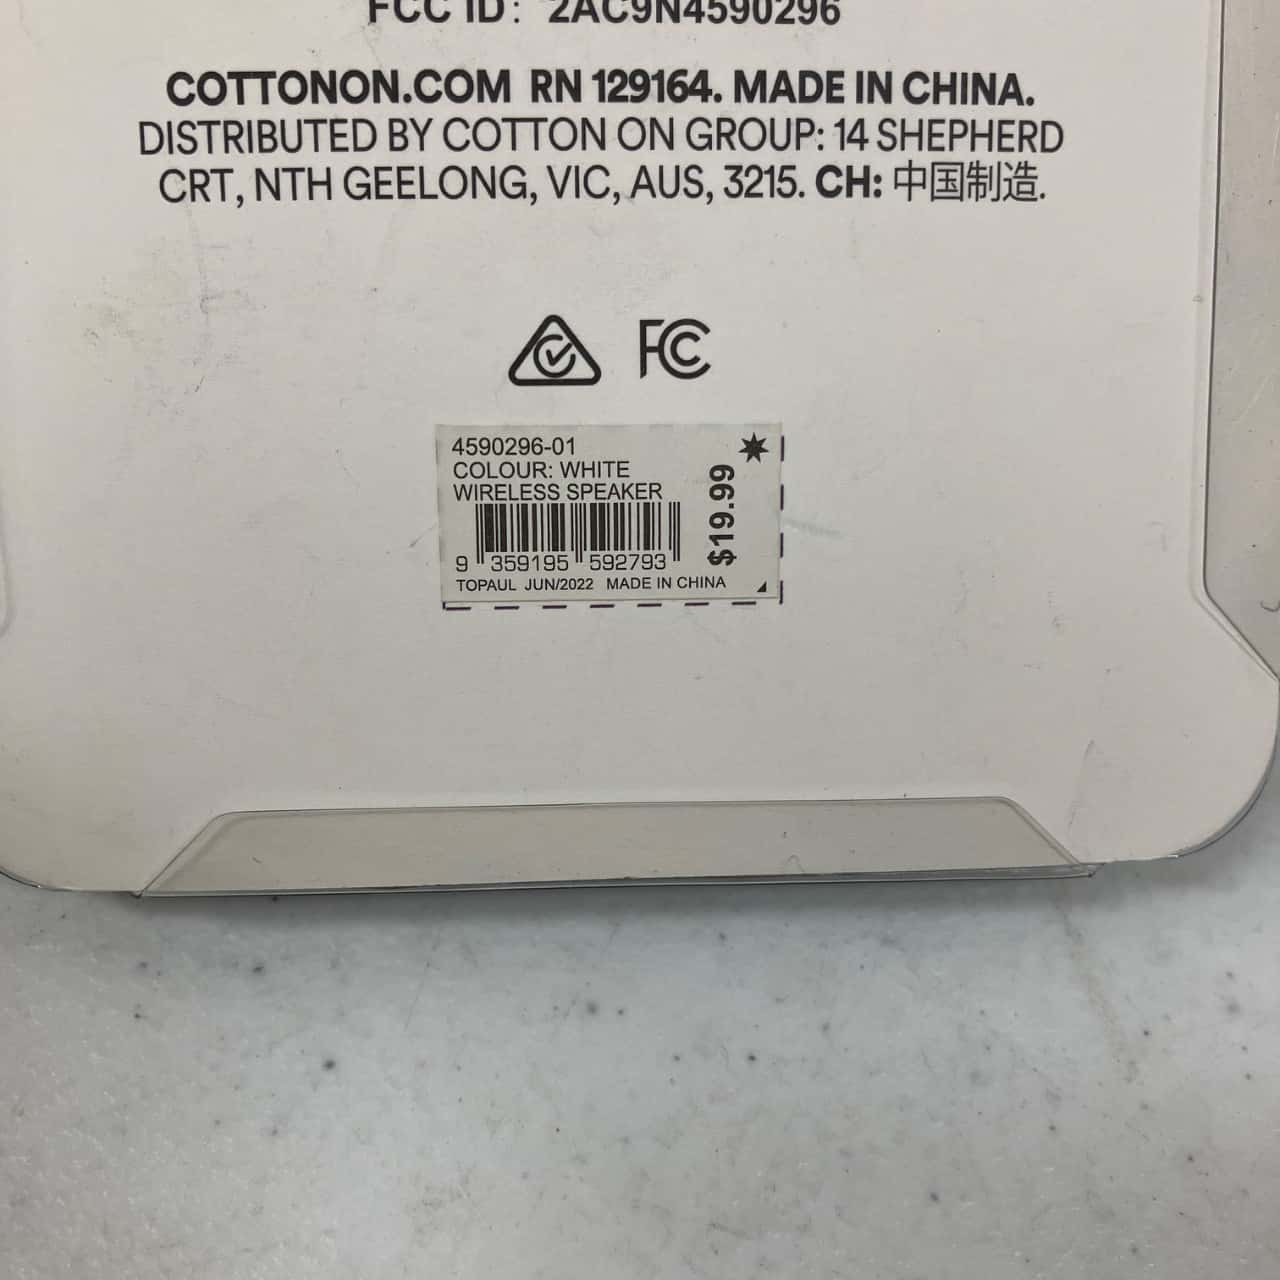 FCC ID: 2AC9N4590296
COTTONON.COM RN 129164. MADE IN CHINA.
DISTRIBUTED BY COTTON ON GROUP: 14 SHEPHERD
CRT, NTH GEELONG, VIC, AUS, 3215. CH: 中国制造.
FC
4590296-01
COLOUR: WHITE
WIRELESS SPEAKER
$19.99
9 359195 592793
TOPAUL JUN/2022 MADE IN CHINA